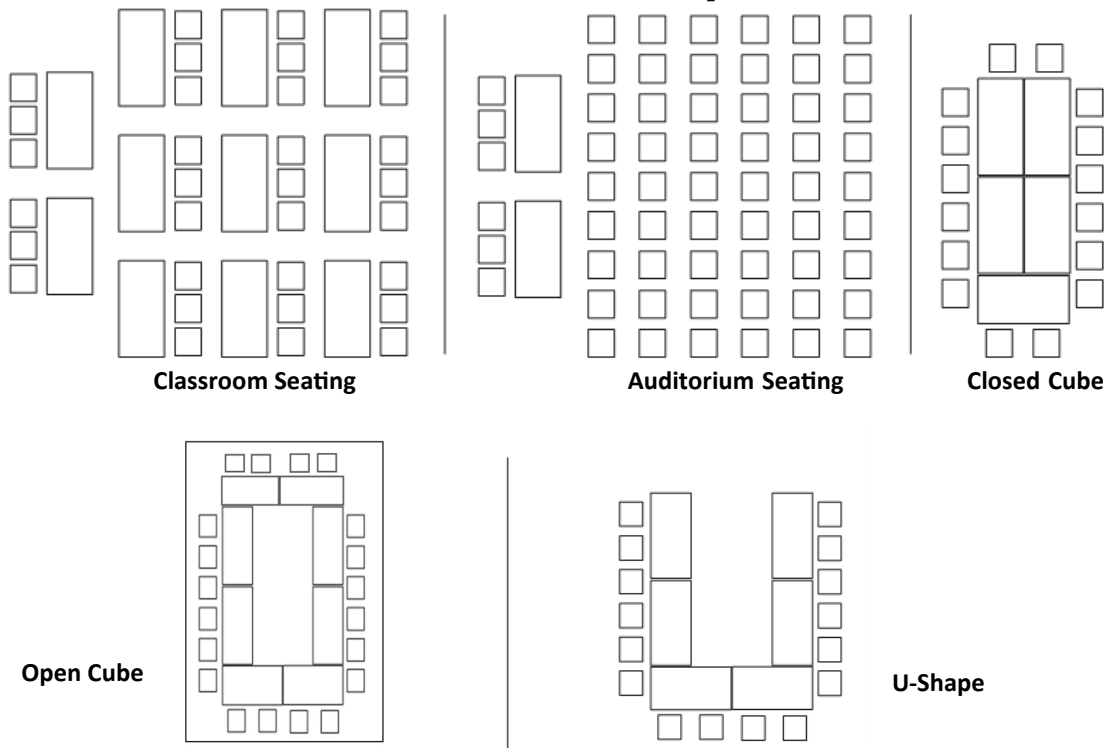 Classroom Seating
Auditorium Seating
Closed Cube
Open Cube
U-Shape